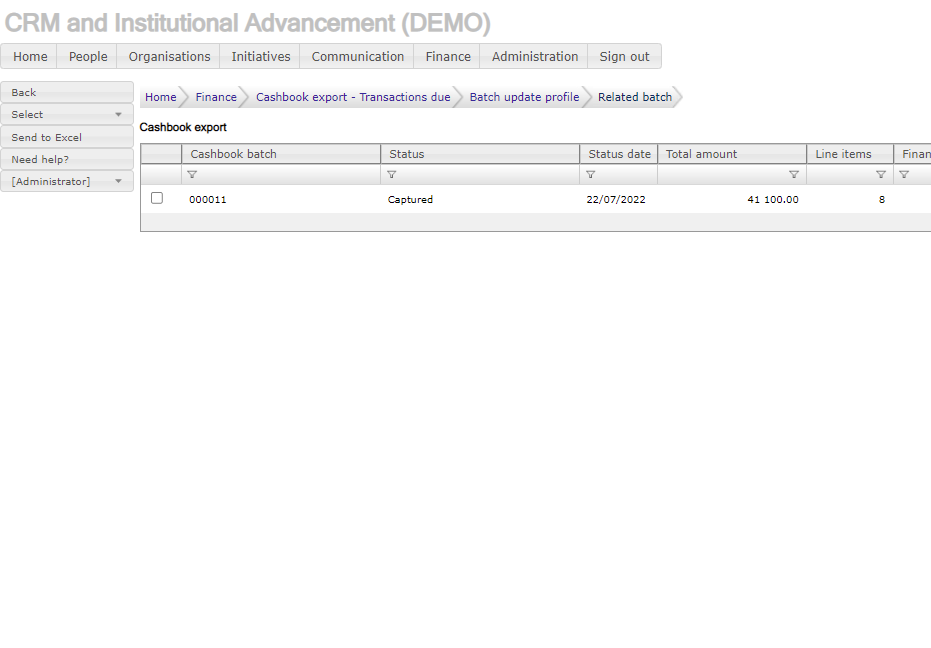 CRM and Institutional Advancement (DEMO)
Home People Organisations Initiatives Communication Finance Administration Sign out
Back
Select
Send to Excel
Need help?
[Administrator]
Home Finance Cashbook export - Transactions due Batch update profile Related batch
Cashbook export
Cashbook batch Status Status date Total amount Line items Finan
000011 Captured 22/07/2022 41 100.00 8